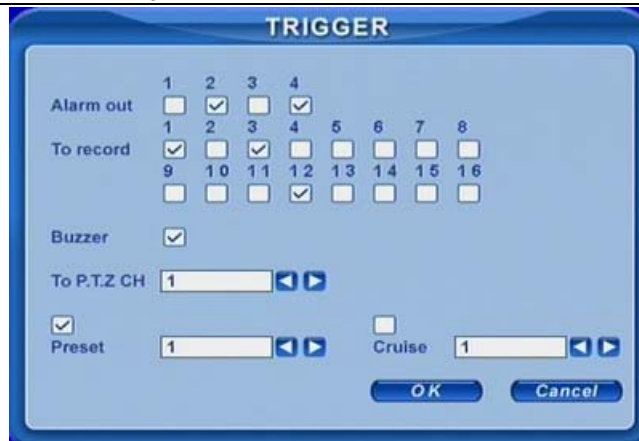 TRIGGER
1 2 3 4
Alarm out
1 2 3 4 5 6 7 8
To record
9 10 11 12 13 14 15 16
Buzzer
To P.T.Z CH 1
Preset 1 Cruise 1
OK Cancel